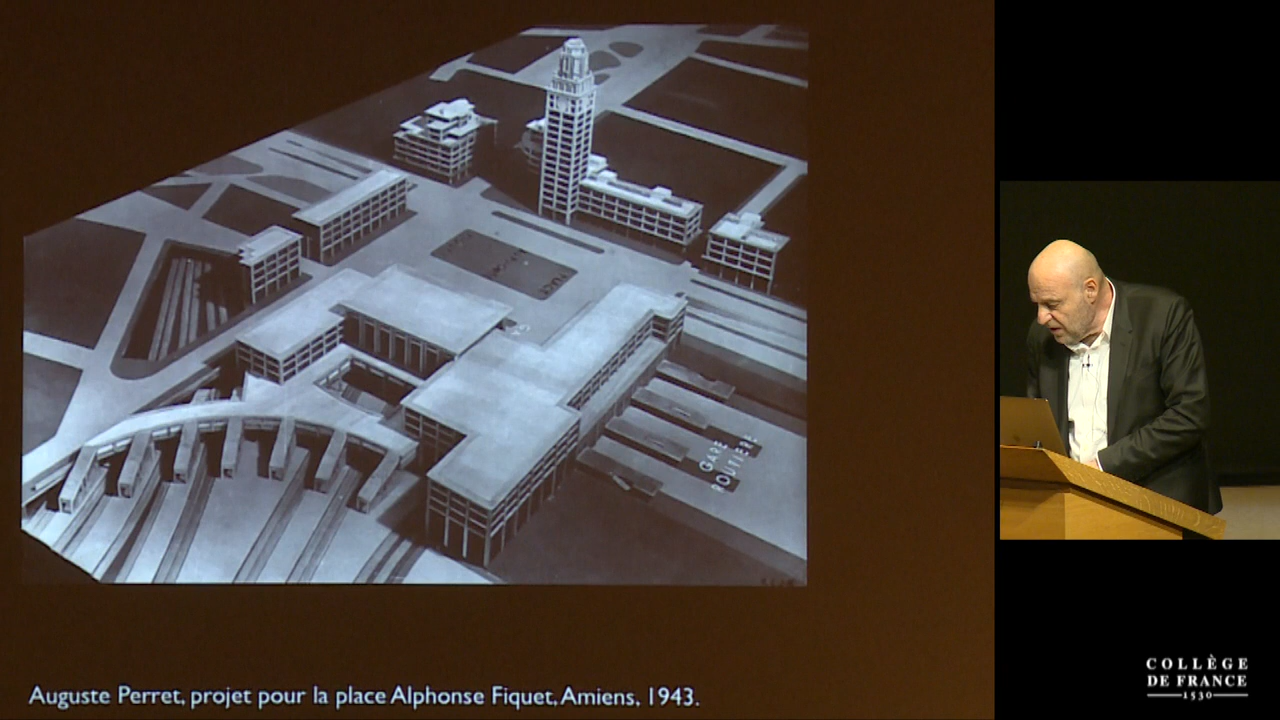 GARE
ROUTIÈRE
Auguste Perret, projet pour la place Alphonse Fiquet, Amiens, 1943.
COLLÈGE
DE FRANCE
1530